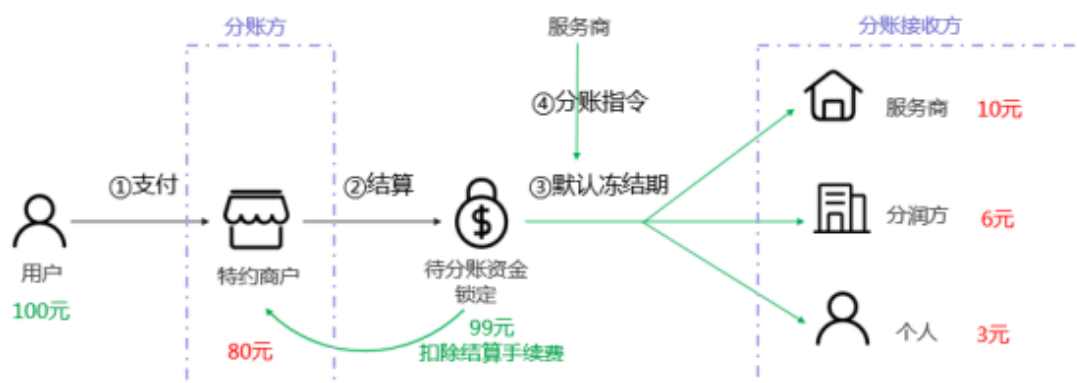 分账方
服务商
分账接收方
④分账指令
服务商
10元
①支付
②结算
③默认冻结期
$
分润方
6元
用户
100元
特约商户
待分账资金
锁定
99元
扣除结算手续费
80元
个人
3元